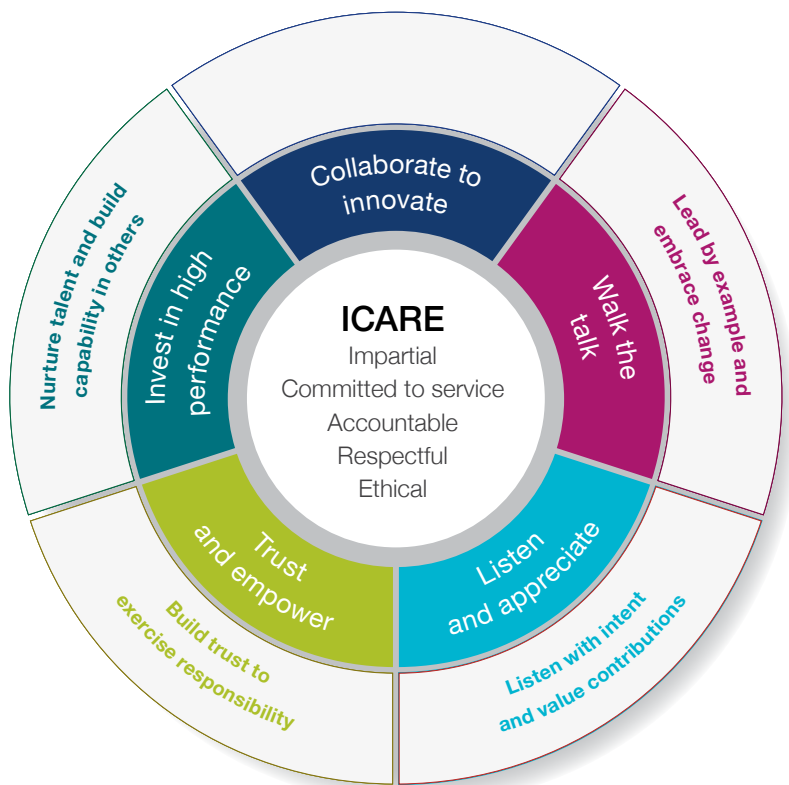 Collaborate to
innovate
Walk the
talk
Lead by example and
embrace change
Listen
and appreciate
Listen with intent
and value contributions
Trust
and empower
Build trust to
exercise responsibility
Invest in high
performance
Nurture talent and build
capability in others
ICARE
Impartial
Committed to service
Accountable
Respectful
Ethical